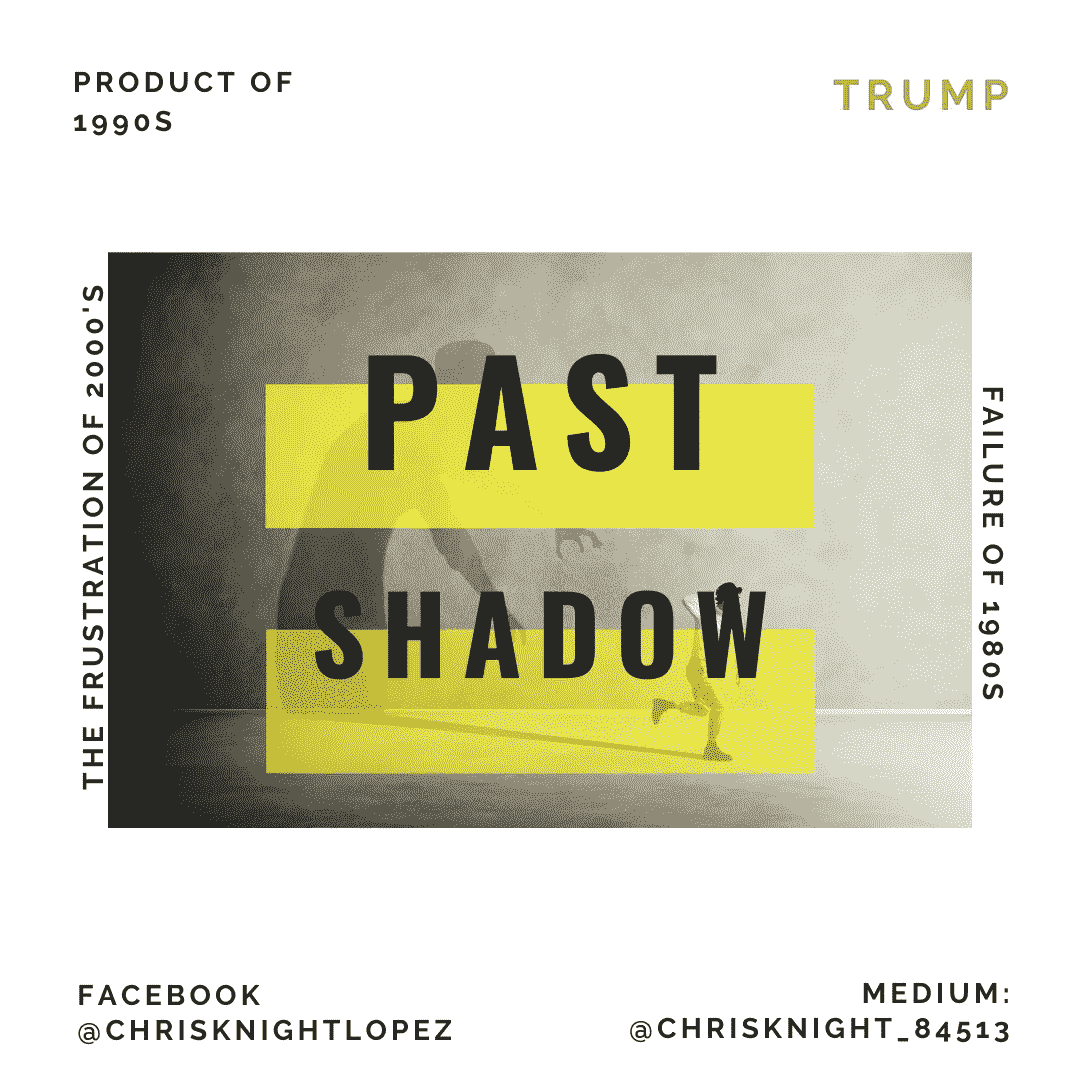 PRODUCT OF
1990S
TRUMP
THE FRUSTRATION OF 2000'S
PAST
SHADOW
FAILURE OF 1980S
FACEBOOK
@CHRISKNIGHTLOPEZ
MEDIUM:
@CHRISKNIGHT_84513